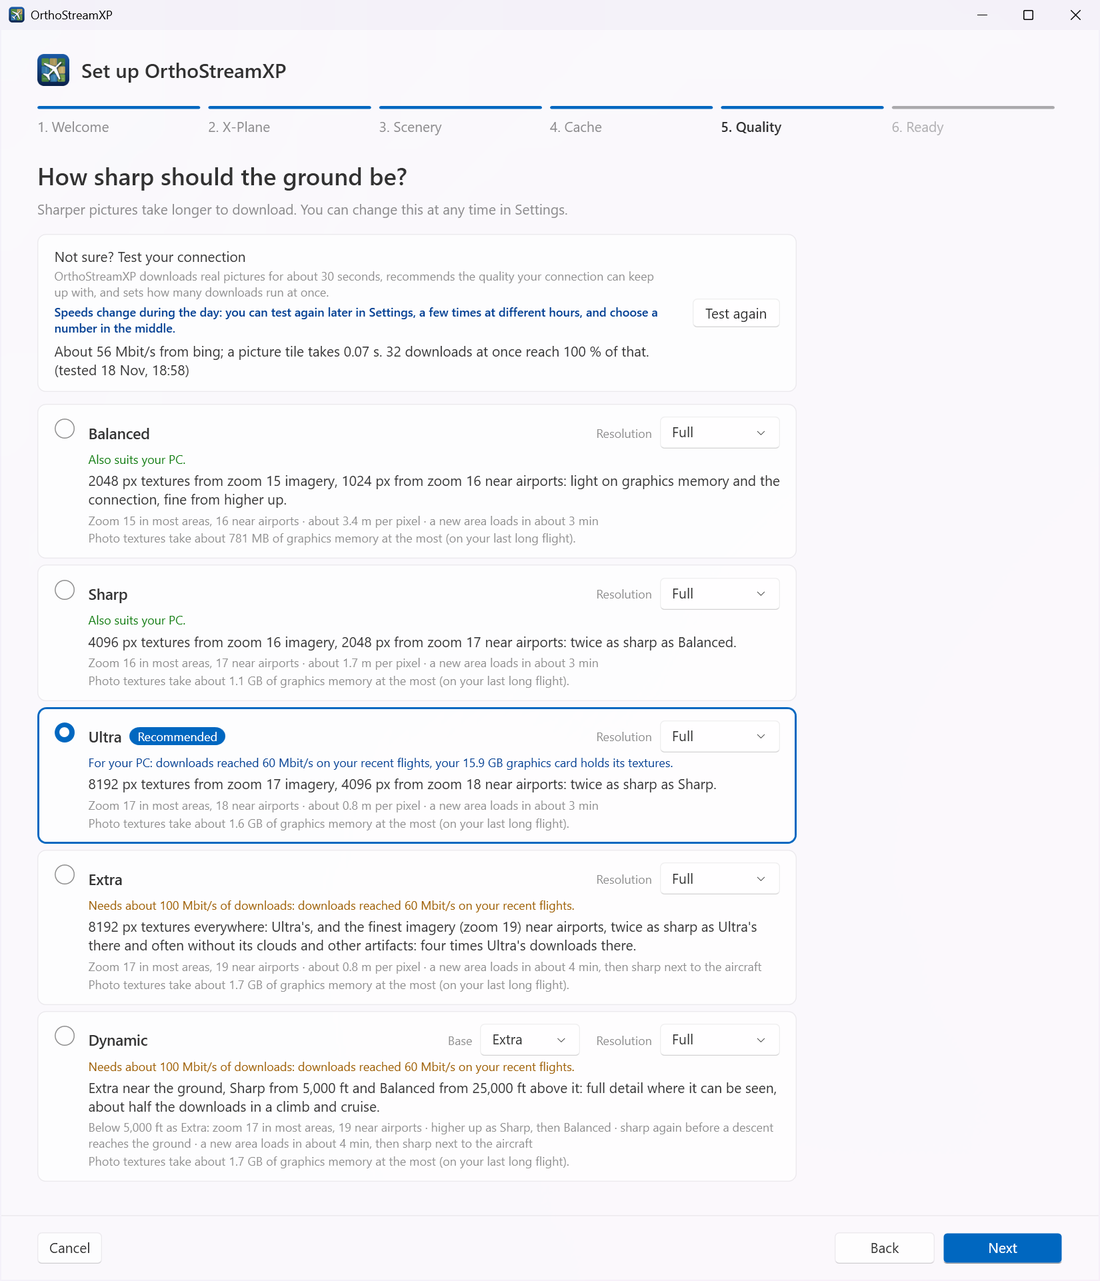 OrthoStreamXP
Set up OrthoStreamXP
1. Welcome
2. X-Plane
3. Scenery
4. Cache
5. Quality
6. Ready
How sharp should the ground be?
Sharper pictures take longer to download. You can change this at any time in Settings.
Not sure? Test your connection
OrthoStreamXP downloads real pictures for about 30 seconds, recommends the quality your connection can keep
up with, and sets how many downloads run at once.
Speeds change during the day: you can test again later in Settings, a few times at different hours, and choose a
number in the middle.
Test again
About 56 Mbit/s from bing; a picture tile takes 0.07 s. 32 downloads at once reach 100 % of that.
(tested 18 Nov, 18:58)
Balanced
Resolution
Full
Also suits your PC.
2048 px textures from zoom 15 imagery, 1024 px from zoom 16 near airports: light on graphics memory and the
connection, fine from higher up.
Zoom 15 in most areas, 16 near airports · about 3.4 m per pixel · a new area loads in about 3 min
Photo textures take about 781 MB of graphics memory at the most (on your last long flight).
Sharp
Resolution
Full
Also suits your PC.
4096 px textures from zoom 16 imagery, 2048 px from zoom 17 near airports: twice as sharp as Balanced.
Zoom 16 in most areas, 17 near airports · about 1.7 m per pixel · a new area loads in about 3 min
Photo textures take about 1.1 GB of graphics memory at the most (on your last long flight).
Ultra
Recommended
Resolution
Full
For your PC: downloads reached 60 Mbit/s on your recent flights, your 15.9 GB graphics card holds its textures.
8192 px textures from zoom 17 imagery, 4096 px from zoom 18 near airports: twice as sharp as Sharp.
Zoom 17 in most areas, 18 near airports · about 0.8 m per pixel · a new area loads in about 3 min
Photo textures take about 1.6 GB of graphics memory at the most (on your last long flight).
Extra
Resolution
Full
Needs about 100 Mbit/s of downloads: downloads reached 60 Mbit/s on your recent flights.
8192 px textures everywhere: Ultra's, and the finest imagery (zoom 19) near airports, twice as sharp as Ultra's
there and often without its clouds and other artifacts: four times Ultra's downloads there.
Zoom 17 in most areas, 19 near airports · about 0.8 m per pixel · a new area loads in about 4 min, then sharp next to the aircraft
Photo textures take about 1.7 GB of graphics memory at the most (on your last long flight).
Dynamic
Base
Extra
Resolution
Full
Needs about 100 Mbit/s of downloads: downloads reached 60 Mbit/s on your recent flights.
Extra near the ground, Sharp from 5,000 ft and Balanced from 25,000 ft above it: full detail where it can be seen,
about half the downloads in a climb and cruise.
Below 5,000 ft as Extra: zoom 17 in most areas, 19 near airports · higher up as Sharp, then Balanced · sharp again before a descent
reaches the ground · a new area loads in about 4 min, then sharp next to the aircraft
Photo textures take about 1.7 GB of graphics memory at the most (on your last long flight).
Cancel
Back
Next